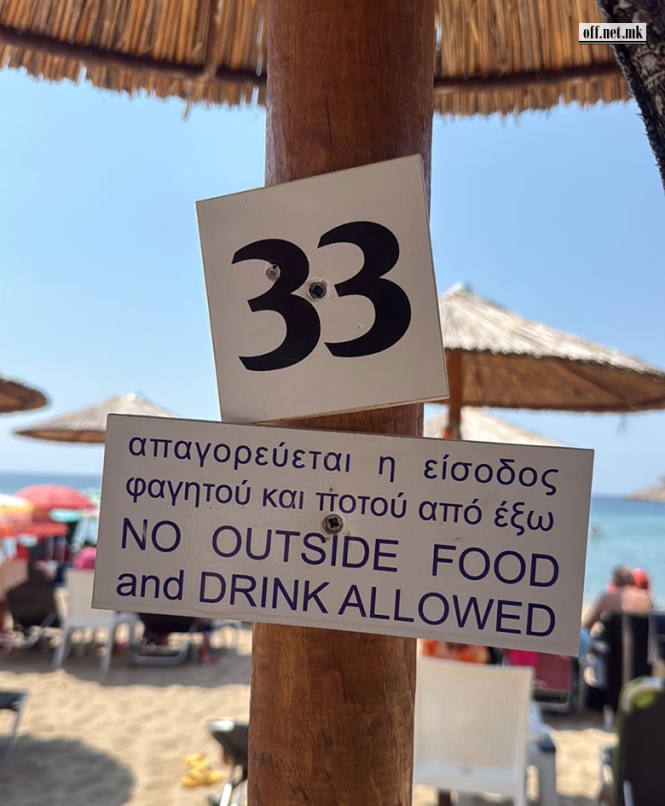 off.net.mk
33
απαγορεύεται η είσοδος
φαγητού και ποτού από έξω
NO OUTSIDE FOOD
and DRINK ALLOWED